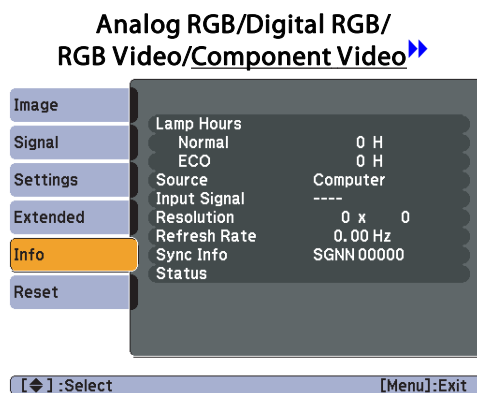 Analog RGB/Digital RGB/
RGB Video/Component Video
Image
Signal
Settings
Extended
Info
Reset
Lamp Hours
Normal 0 H
ECO 0 H
Source Computer
Input Signal ----
Resolution 0 x 0
Refresh Rate 0.00 Hz
Sync Info SGNN 00000
Status
[◆] :Select [Menu]:Exit